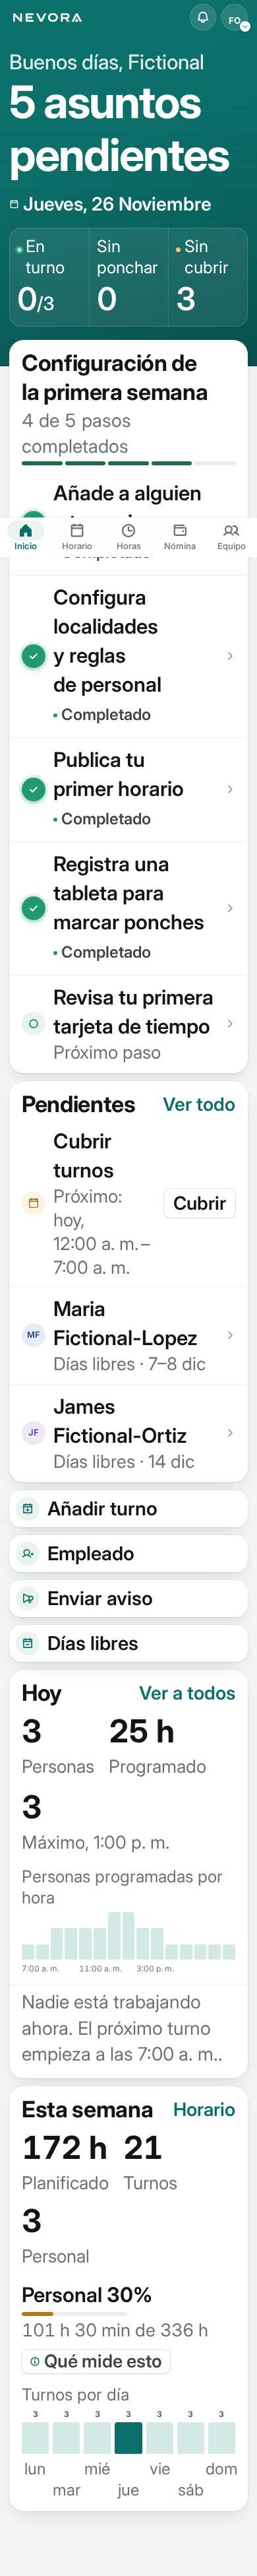 NEVORA
FO
Buenos días, Fictional
5 asuntos
pendientes
Jueves, 26 Noviembre
En
turno
0/3
Sin
ponchar
0
Sin
cubrir
3
Configuración de
la primera semana
4 de 5 pasos
completados
Añade a alguien
Inicio
Horario
Horas
Nómina
Equipo
Completado
Configura
localidades
y reglas
de personal
Completado
Publica tu
primer horario
Completado
Registra una
tableta para
marcar ponches
Completado
Revisa tu primera
tarjeta de tiempo
Próximo paso
Pendientes
Ver todo
Cubrir
turnos
Próximo:
hoy,
12:00 a. m.–
7:00 a. m.
Cubrir
MF
Maria
Fictional-Lopez
Días libres · 7–8 dic
JF
James
Fictional-Ortiz
Días libres · 14 dic
Añadir turno
Empleado
Enviar aviso
Días libres
Hoy
Ver a todos
3
Personas
25 h
Programado
3
Máximo, 1:00 p. m.
Personas programadas por
hora
7:00 a. m. 11:00 a. m. 3:00 p. m.
Nadie está trabajando
ahora. El próximo turno
empieza a las 7:00 a. m..
Esta semana
Horario
172 h
Planificado
21
Turnos
3
Personal
Personal 30%
101 h 30 min de 336 h
Qué mide esto
Turnos por día
3 3 3 3 3 3 3
lun mar mié jue vie sáb dom